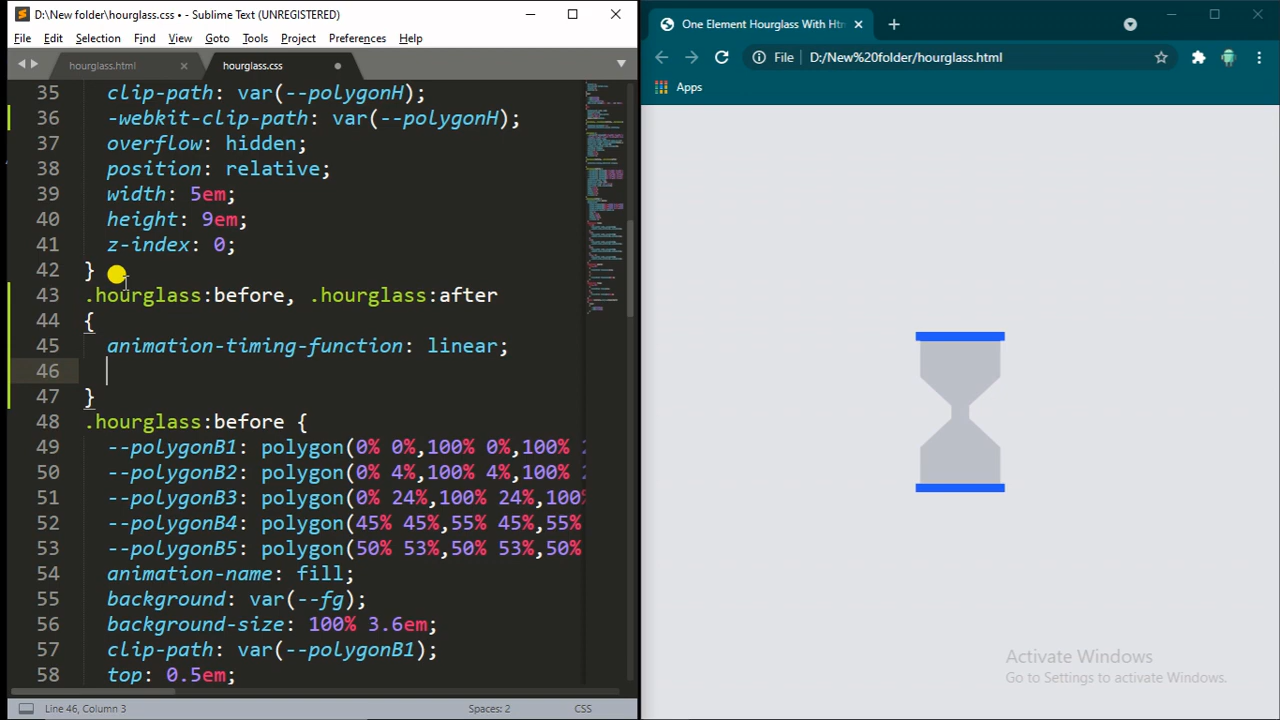 D:\New folder\hourglass.css • - Sublime Text (UNREGISTERED)
File Edit Selection Find View Goto Tools Project Preferences Help
hourglass.html hourglass.css
35 clip-path: var(--polygonH);
36 -webkit-clip-path: var(--polygonH);
37 overflow: hidden;
38 position: relative;
39 width: 5em;
40 height: 9em;
41 z-index: 0;
42 }
43 .hourglass:before, .hourglass:after
44 {
45 animation-timing-function: linear;
46
47 }
48 .hourglass:before {
49 --polygonB1: polygon(0% 0%,100% 0%,100%
50 --polygonB2: polygon(0% 4%,100% 4%,100%
51 --polygonB3: polygon(0% 24%,100% 24%,100%
52 --polygonB4: polygon(45% 45%,55% 45%,55%
53 --polygonB5: polygon(50% 53%,50% 53%,50%
54 animation-name: fill;
55 background: var(--fg);
56 background-size: 100% 3.6em;
57 clip-path: var(--polygonB1);
58 top: 0.5em;
Line 46, Column 3 Spaces: 2 CSS
One Element Hourglass With Htm
File D:/New%20folder/hourglass.html
Apps
Activate Windows
Go to Settings to activate Windows.